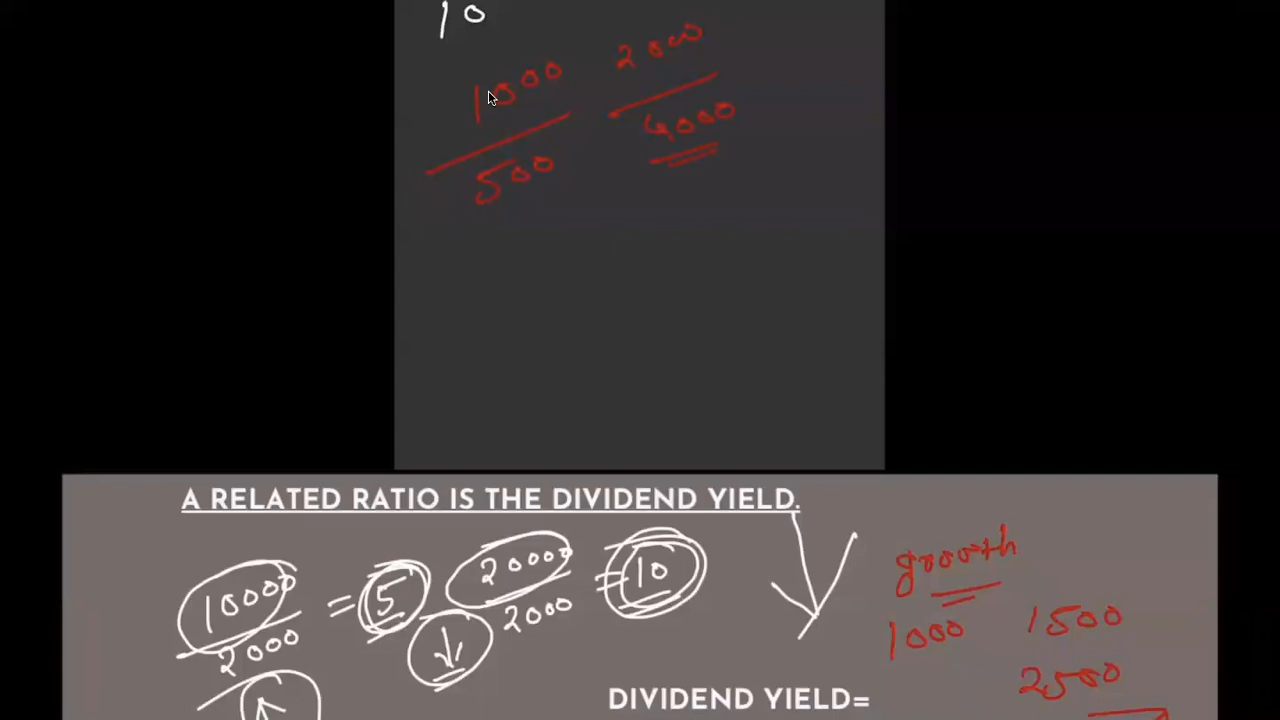 10
1000 2000
500 4000
A RELATED RATIO IS THE DIVIDEND YIELD.
growth
10000 = 5 20000 = 10
2000 2000
1000 1500
2500
DIVIDEND YIELD=